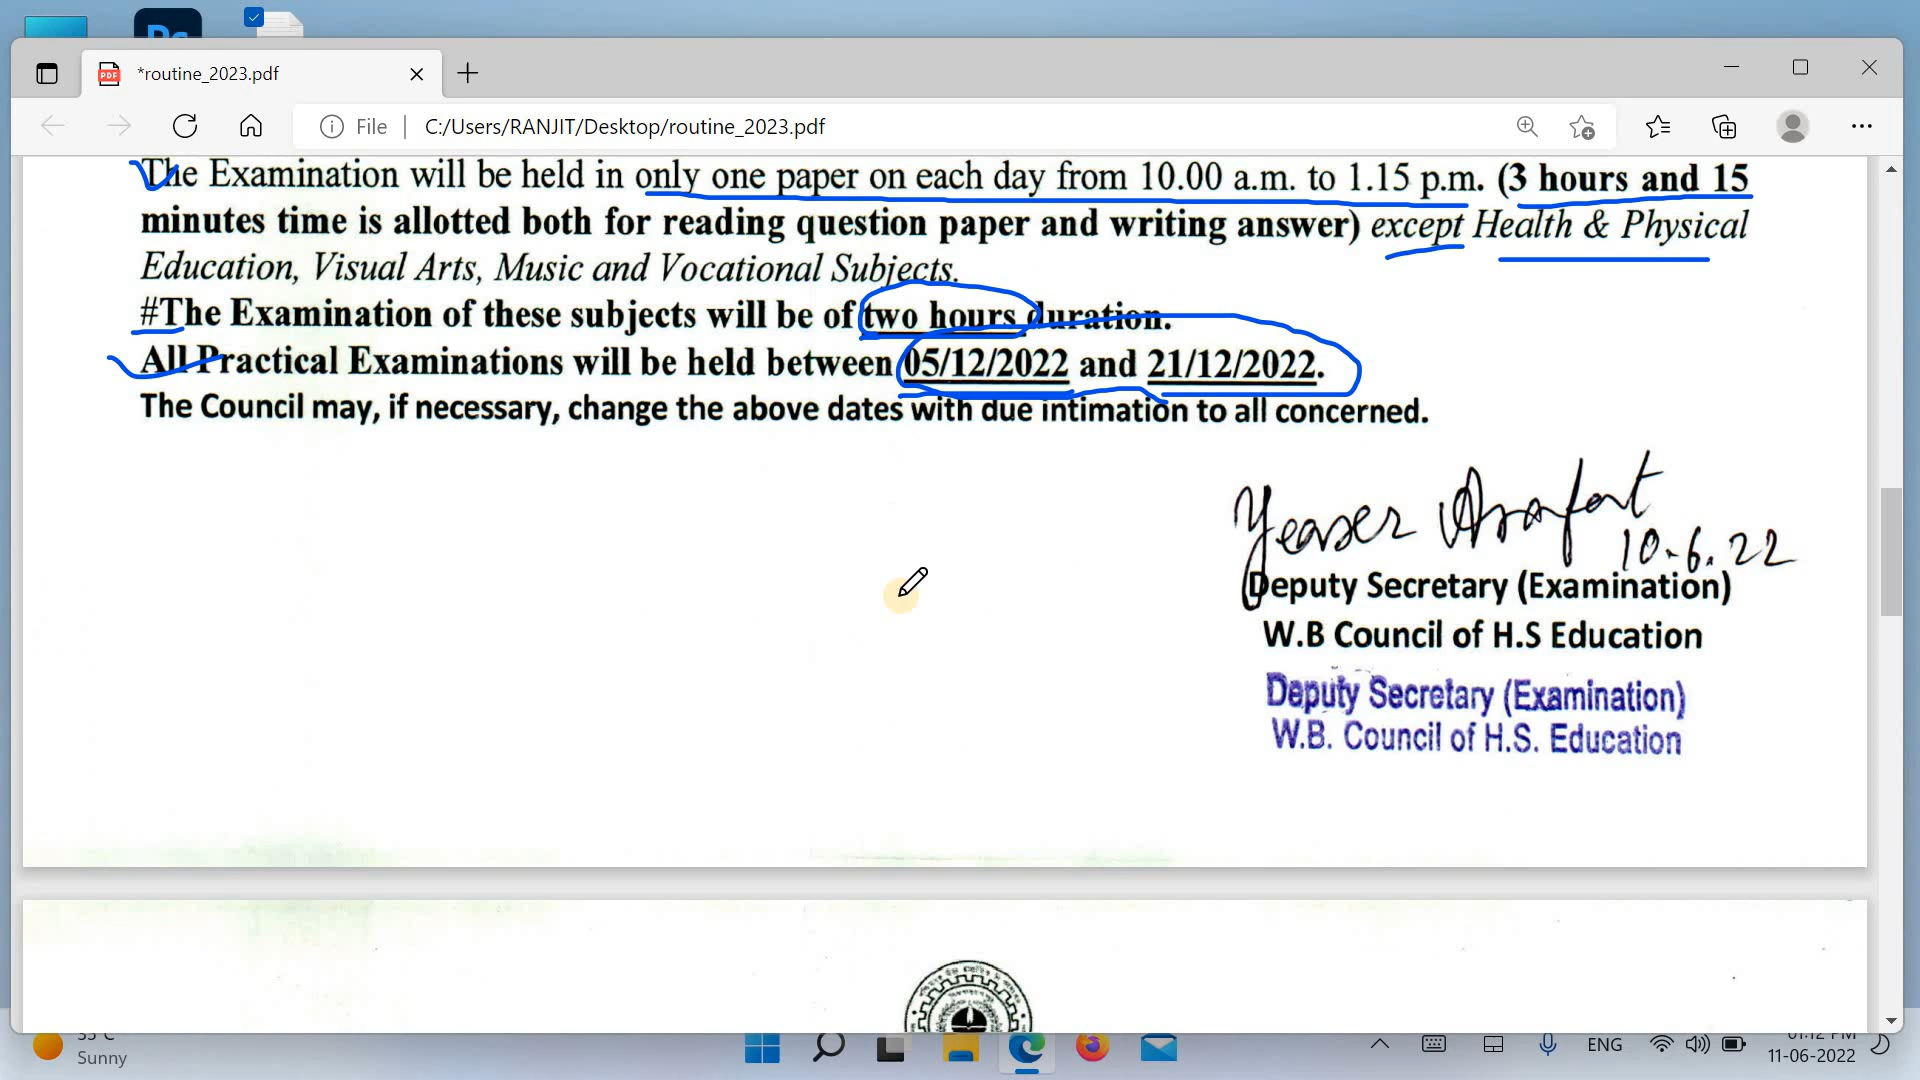 *routine_2023.pdf
File
C:/Users/RANJIT/Desktop/routine_2023.pdf
The Examination will be held in only one paper on each day from 10.00 a.m. to 1.15 p.m. (3 hours and 15
minutes time is allotted both for reading question paper and writing answer) except Health & Physical
Education, Visual Arts, Music and Vocational Subjects.
#The Examination of these subjects will be of two hours duration.
All Practical Examinations will be held between 05/12/2022 and 21/12/2022.
The Council may, if necessary, change the above dates with due intimation to all concerned.
Yeaser Arafat
10.6.22
Deputy Secretary (Examination)
W.B Council of H.S Education
Deputy Secretary (Examination)
W.B. Council of H.S. Education
Sunny
ENG
01:12 PM
11-06-2022